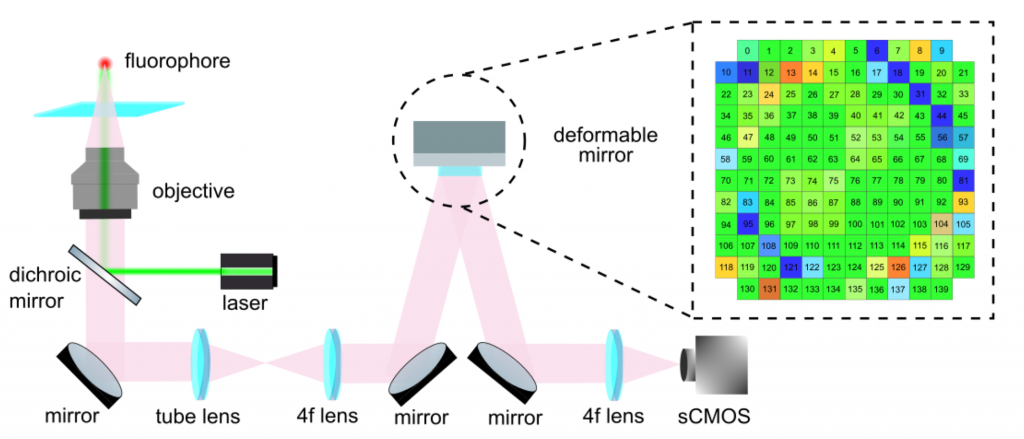 fluorophore
objective
dichroic
mirror
laser
mirror
tube lens
4f lens
mirror
mirror
4f lens
sCMOS
deformable
mirror
0 1 2 3 4 5 6 7 8 9
10 11 12 13 14 15 16 17 18 19 20 21
22 23 24 25 26 27 28 29 30 31 32 33
34 35 36 37 38 39 40 41 42 43 44 45
46 47 48 49 50 51 52 53 54 55 56 57
58 59 60 61 62 63 64 65 66 67 68 69
70 71 72 73 74 75 76 77 78 79 80 81
82 83 84 85 86 87 88 89 90 91 92 93
94 95 96 97 98 99 100 101 102 103 104 105
106 107 108 109 110 111 112 113 114 115 116 117
118 119 120 121 122 123 124 125 126 127 128 129
130 131 132 133 134 135 136 137 138 139